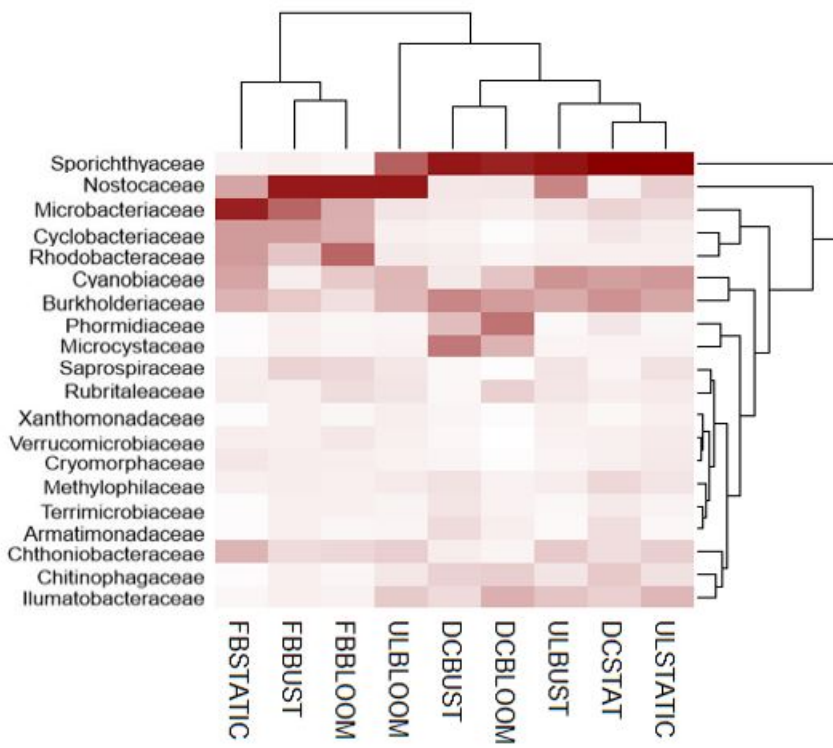 Sporichthyaceae
Nostocaceae
Microbacteriaceae
Cyclobacteriaceae
Rhodobacteraceae
Cyanobiaceae
Burkholderiaceae
Phormidiaceae
Microcystaceae
Saprospiraceae
Rubritaleaceae
Xanthomonadaceae
Verrucomicrobiaceae
Cryomorphaceae
Methylophilaceae
Terrimicrobiaceae
Armatimonadaceae
Chthoniobacteraceae
Chitinophagaceae
Ilumatobacteraceae
FBSTATIC
FBBUST
FBBLOOM
ULBLOOM
DCBUST
DCBLOOM
ULBUST
DCSTAT
ULSTATIC